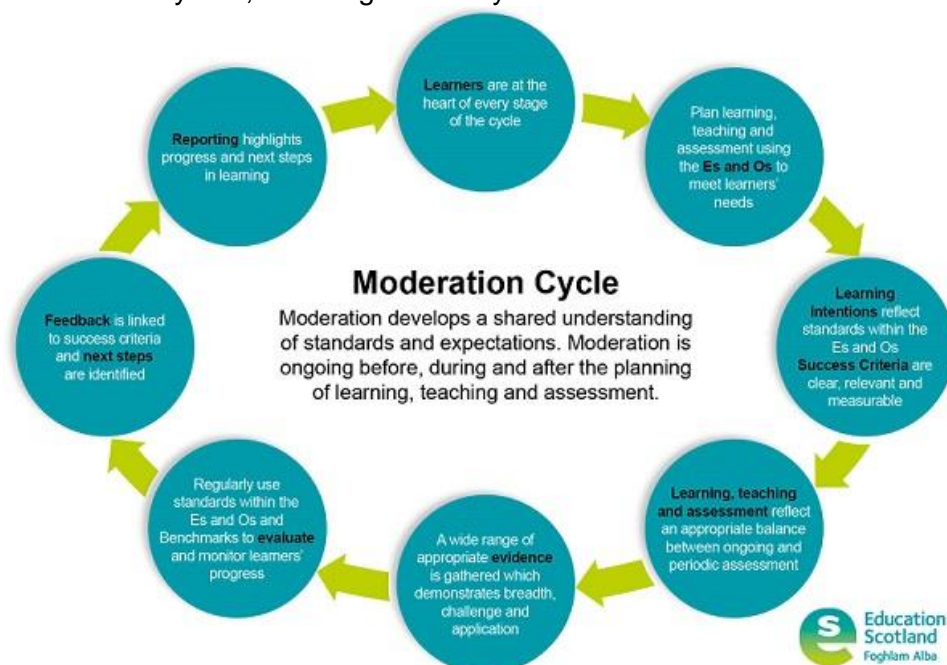 Learners are at the
heart of every stage
of the cycle
Plan learning,
teaching and
assessment using
the Es and Os to
meet learners'
needs
Learning
Intentions reflect
standards within the
Es and Os
Success Criteria are
clear, relevant and
measurable
Learning, teaching
and assessment reflect
an appropriate balance
between ongoing and
periodic assessment
A wide range of
appropriate evidence
is gathered which
demonstrates breadth,
challenge and
application
Regularly use
standards within the
Es and Os and
Benchmarks to evaluate
and monitor learners'
progress
Feedback is linked
to success criteria
and next steps
are identified
Reporting highlights
progress and next steps
in learning
Moderation Cycle
Moderation develops a shared understanding
of standards and expectations. Moderation is
ongoing before, during and after the planning
of learning, teaching and assessment.
Education
Scotland
Foghlam Alba